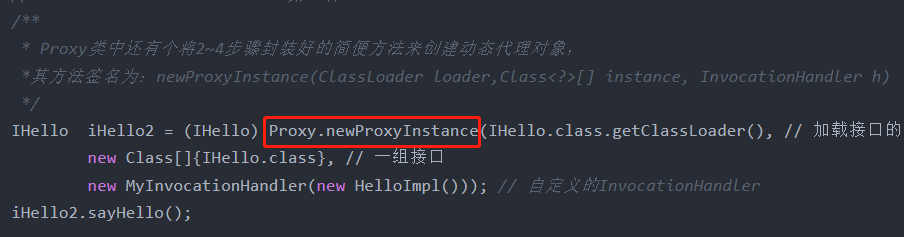 /**
* Proxy类中还有个将2~4步骤封装好的简便方法来创建动态代理对象，
*其方法签名为：newProxyInstance(ClassLoader loader,Class<?>[] instance, InvocationHandler h)
*/
IHello iHello2 = (IHello) Proxy.newProxyInstance(IHello.class.getClassLoader(), // 加载接口的
new Class[]{IHello.class}, // 一组接口
new MyInvocationHandler(new HelloImpl())); // 自定义的InvocationHandler
iHello2.sayHello();